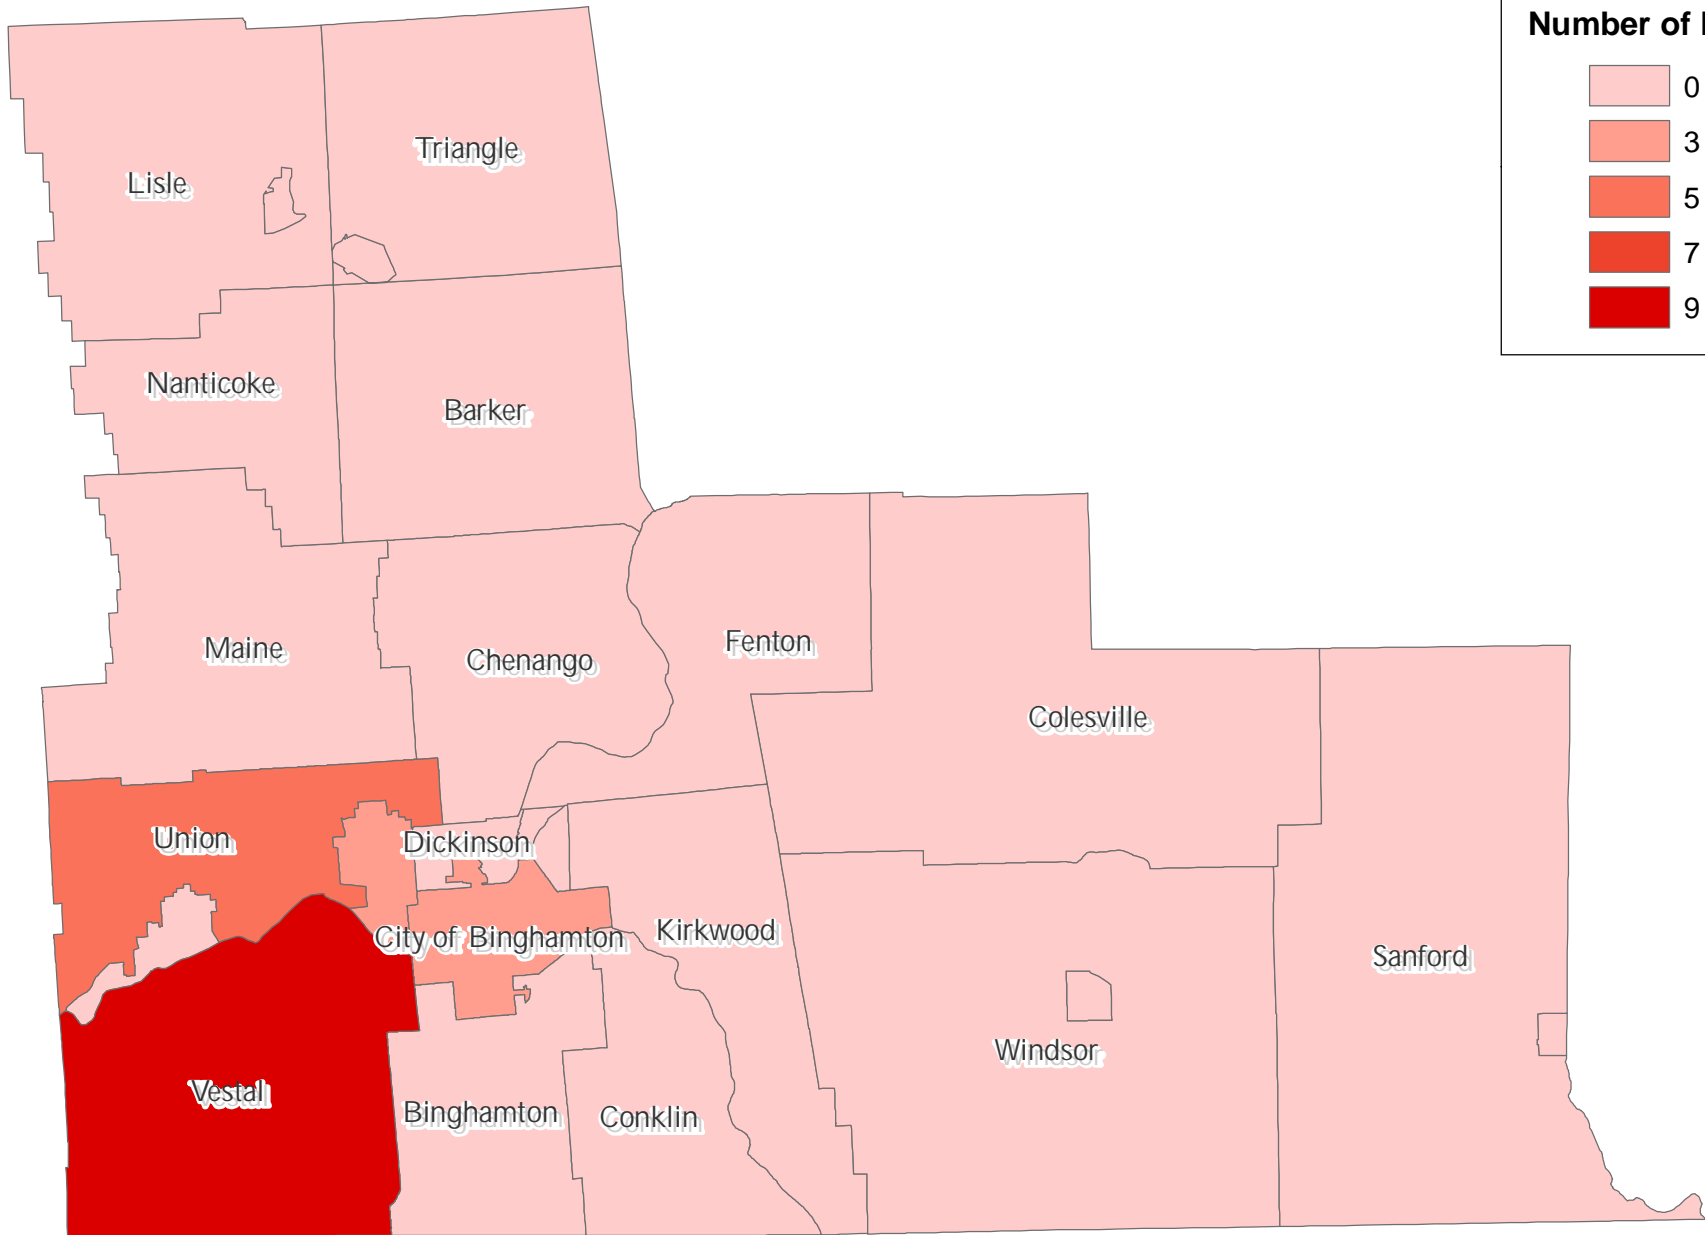 Number of
0
3
5
7
9
Triangle
Lisle
Nanticoke
Barker
Maine
Chenango
Fenton
Colesville
Union
Dickinson
City of Binghamton
Kirkwood
Sanford
Windsor
Vestal
Binghamton
Conklin